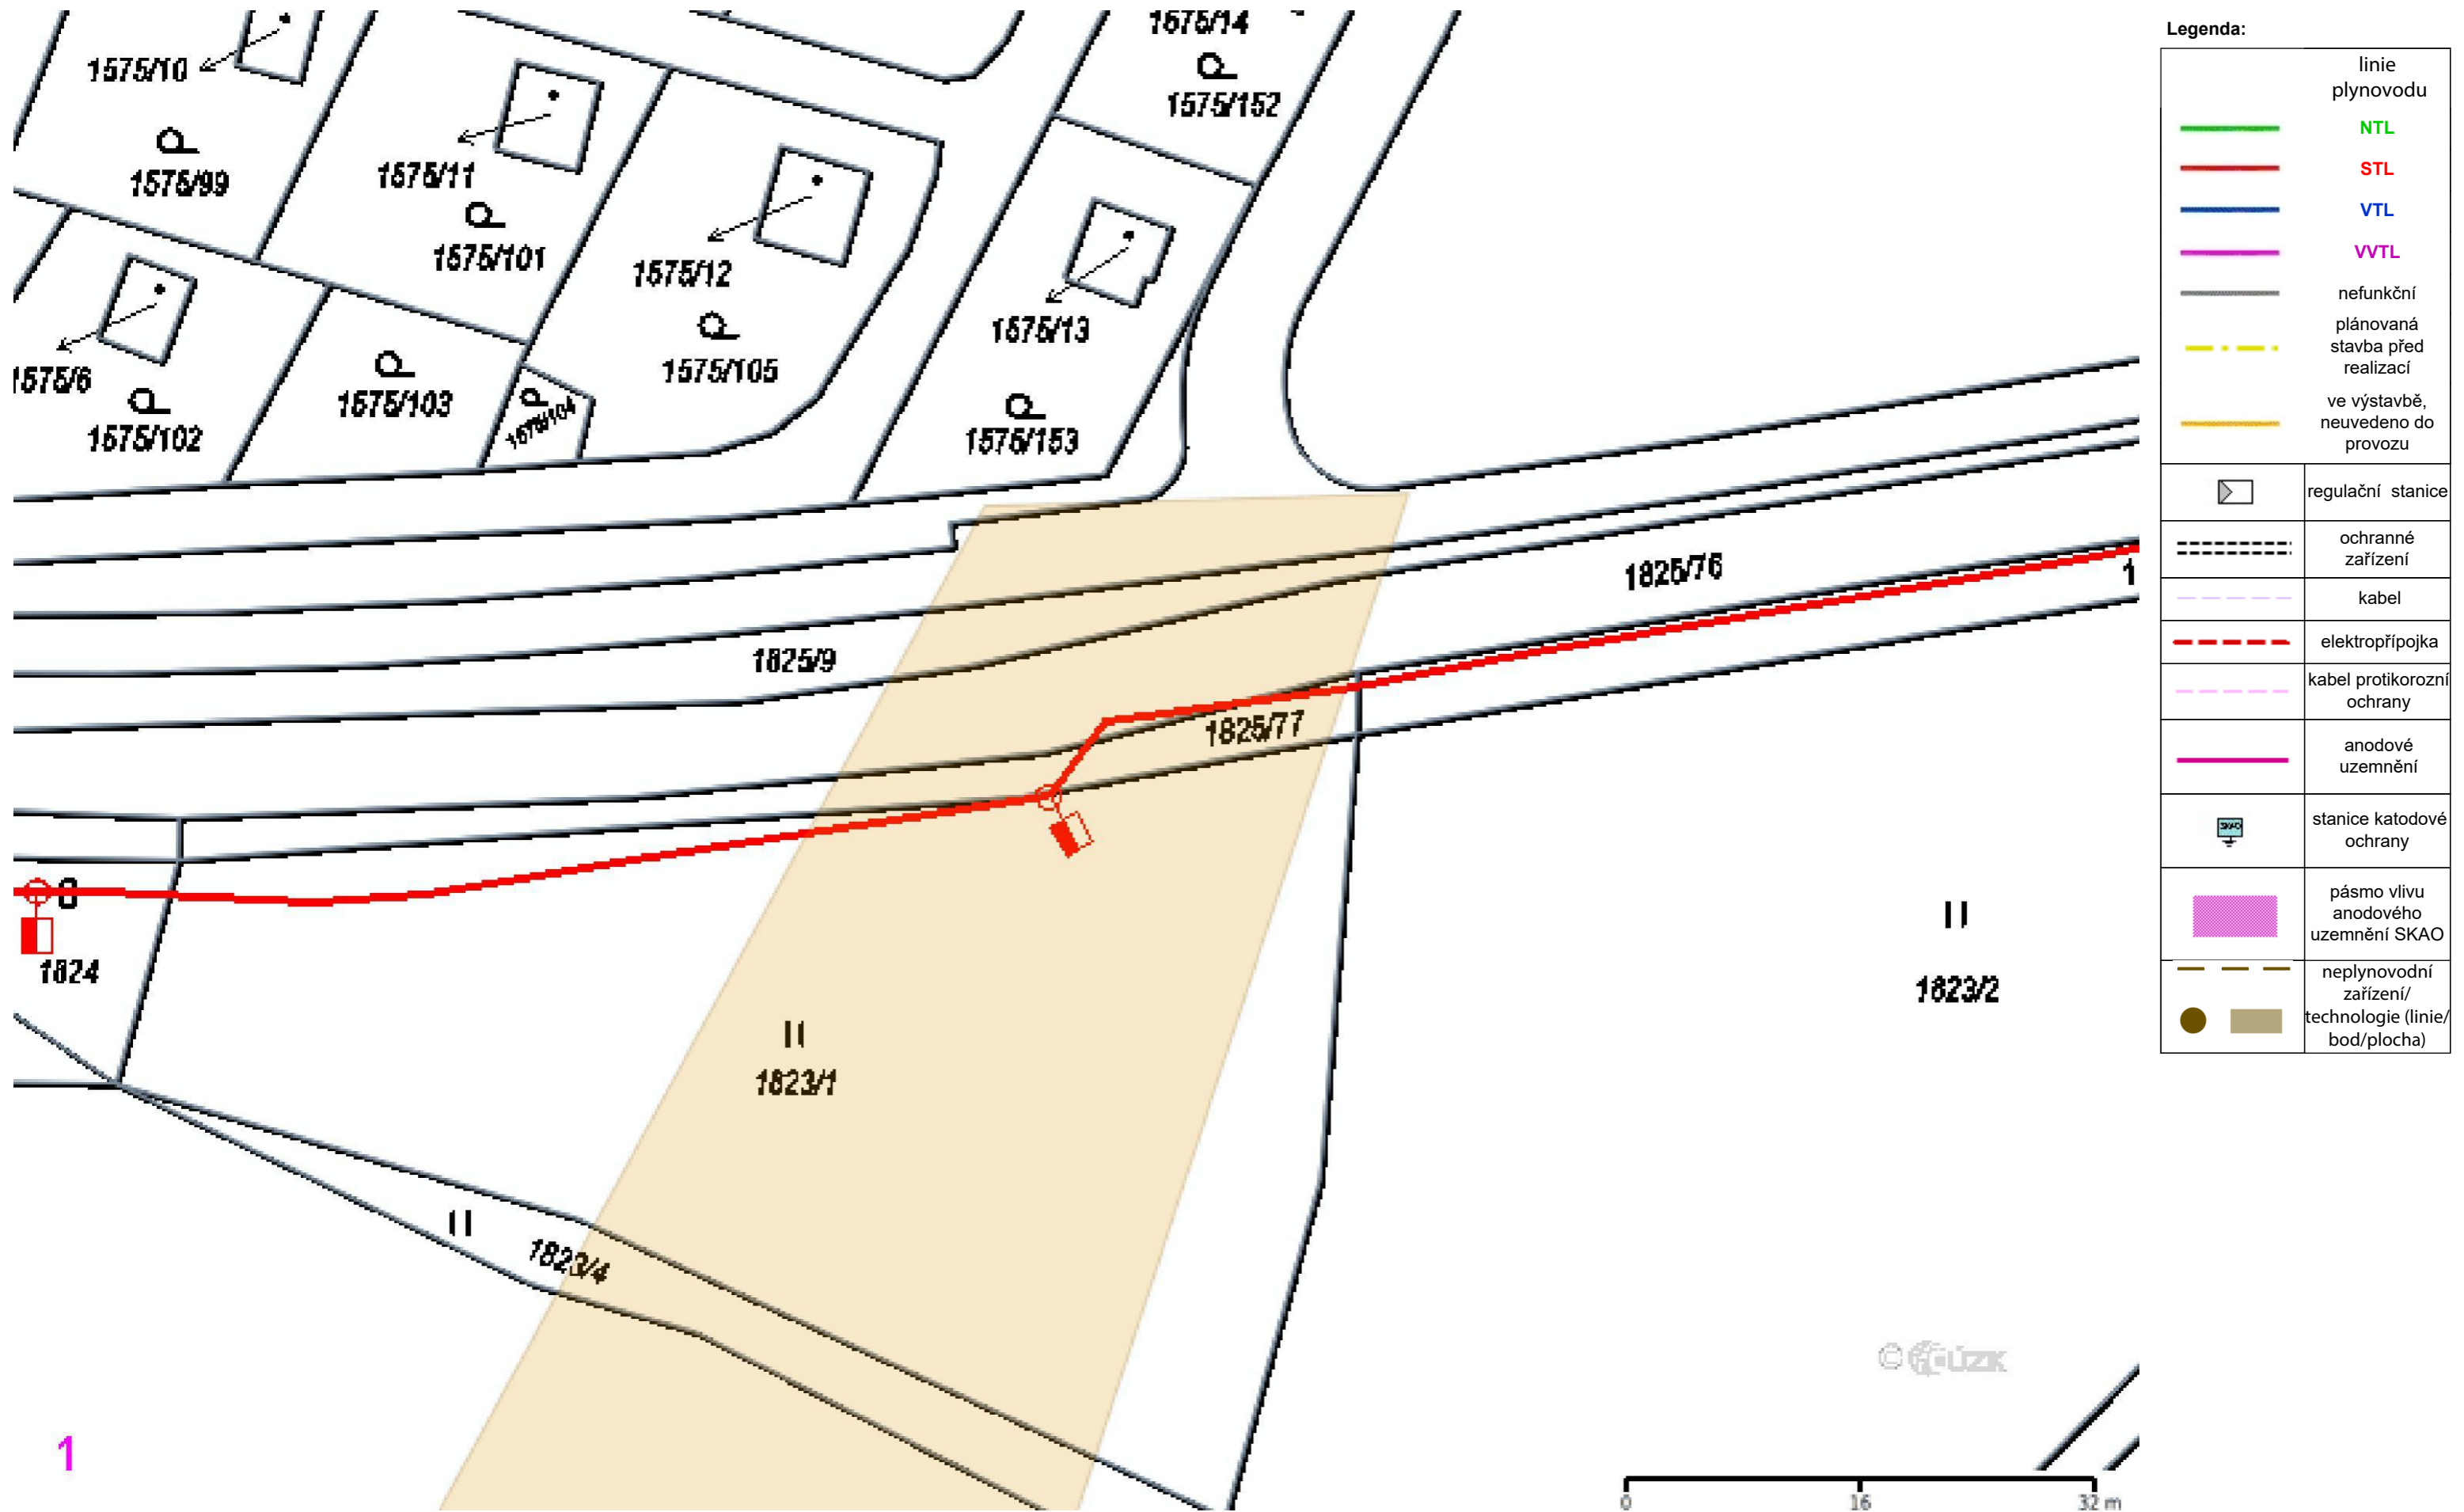 1575/14
1575/10
1575/152
1575/99
1575/11
1575/101
1575/12
1575/13
1575/6
1575/103
1575/105
1575/104
1575/102
1575/153
1825/76
1
1825/9
1825/77
1824
1823/2
1823/1
1823/4
© ČÚZK
1
0 16 32 m
Legenda:
linie
plynovodu
NTL
STL
VTL
VVTL
nefunkční
plánovaná
stavba před
realizací
ve výstavbě,
neuvedeno do
provozu
regulační stanice
ochranné
zařízení
kabel
elektropřípojka
kabel protikorozní
ochrany
anodové
uzemnění
SKAO
stanice katodové
ochrany
pásmo vlivu
anodového
uzemnění SKAO
neplynovodní
zařízení/
technologie (linie/
bod/plocha)